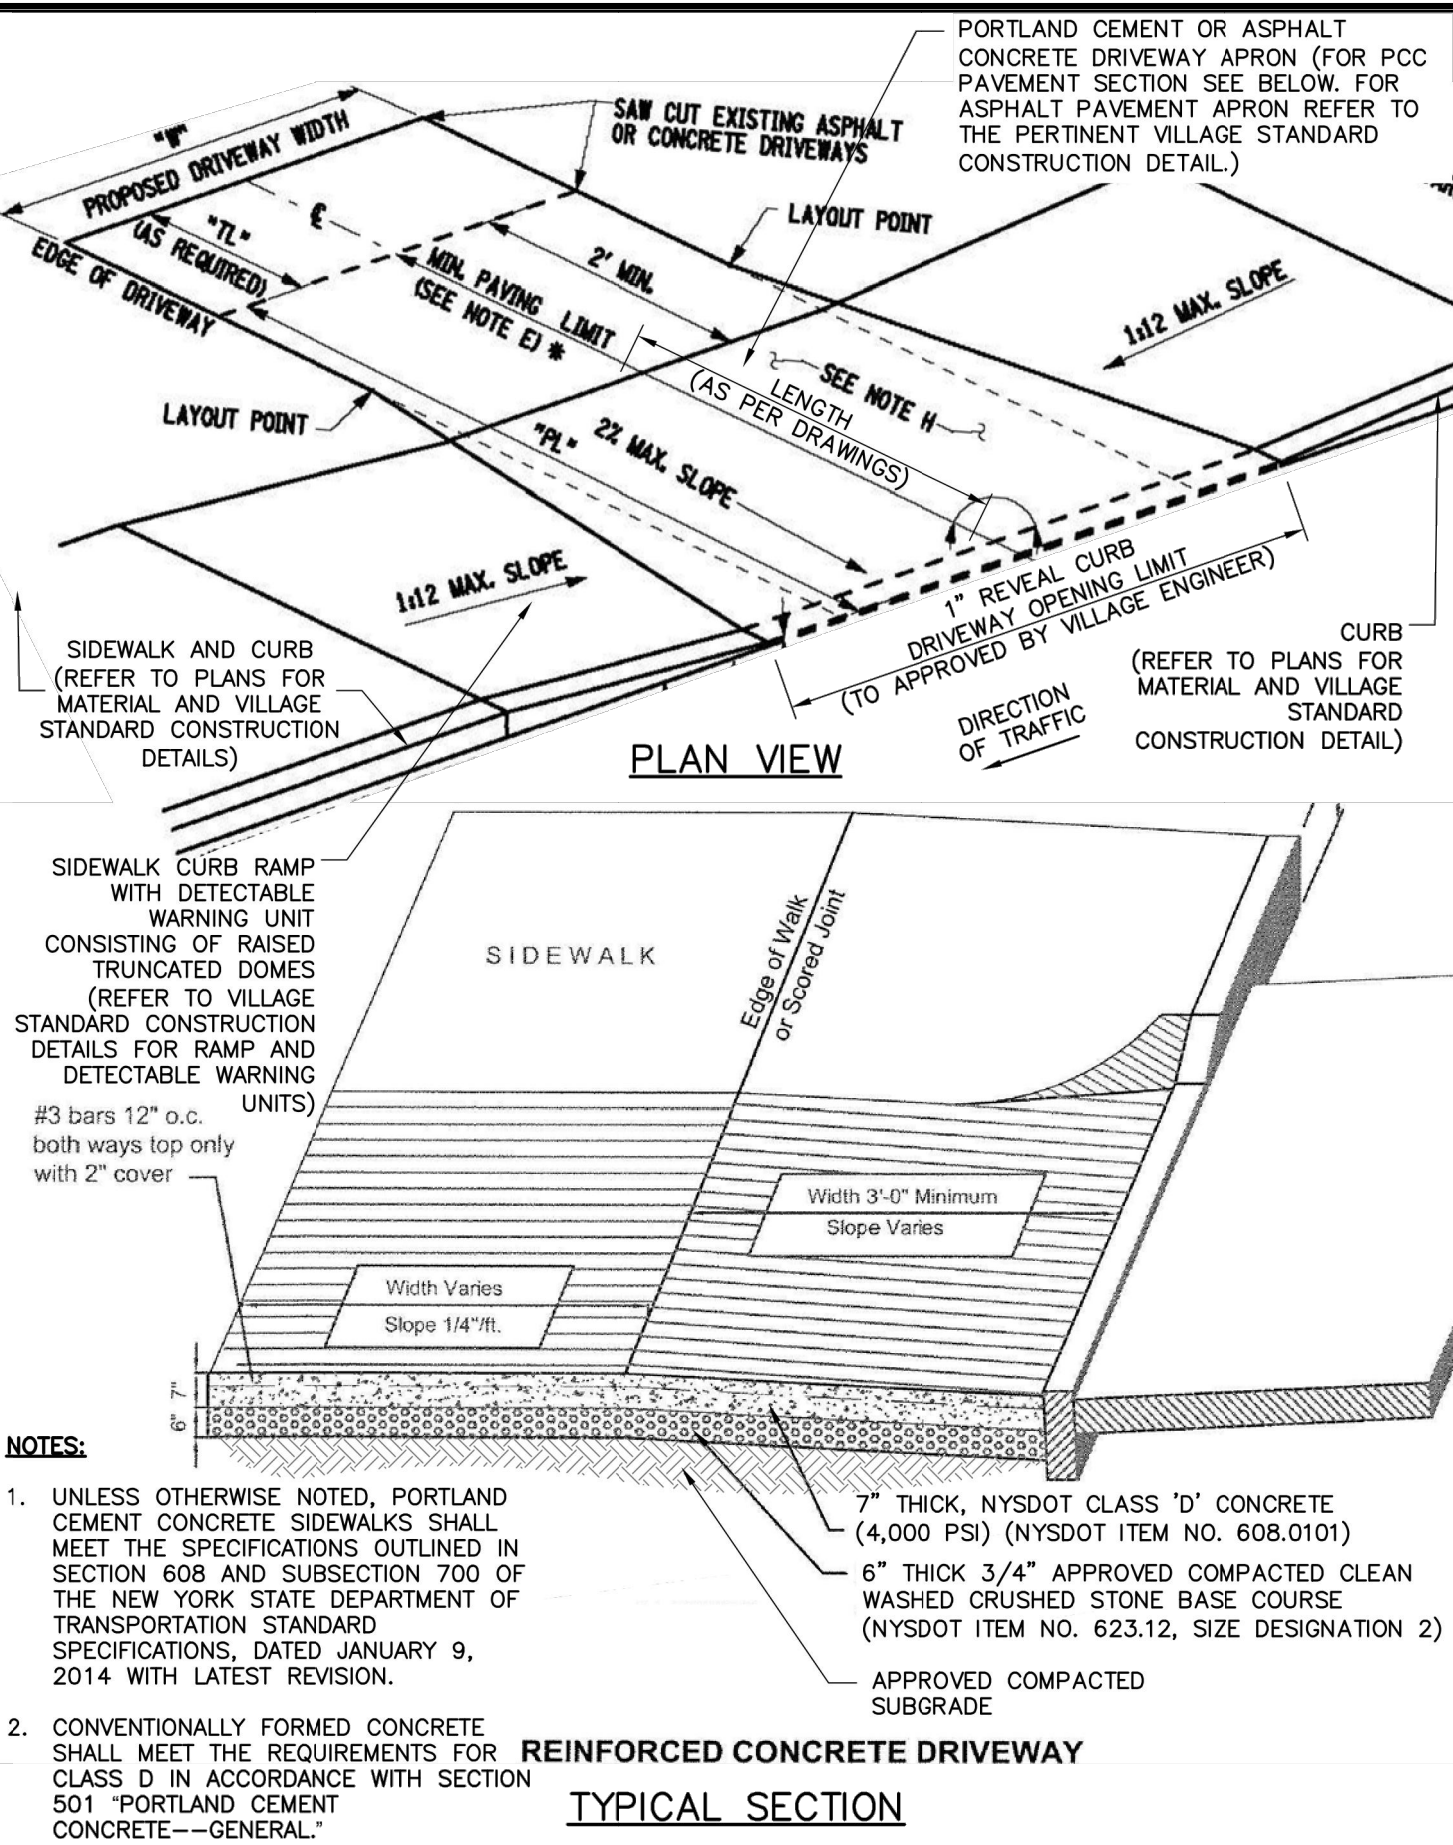 PORTLAND CEMENT OR ASPHALT
CONCRETE DRIVEWAY APRON (FOR PCC
PAVEMENT SECTION SEE BELOW. FOR
ASPHALT PAVEMENT APRON REFER TO
THE PERTINENT VILLAGE STANDARD
CONSTRUCTION DETAIL.)
SAW CUT EXISTING ASPHALT
OR CONCRETE DRIVEWAYS
"W"
PROPOSED DRIVEWAY WIDTH
"TL"
(AS REQUIRED)
EDGE OF DRIVEWAY
℄
LAYOUT POINT
2' MIN.
MIN. PAVING LIMIT
(SEE NOTE E) *
1:12 MAX. SLOPE
SEE NOTE H
LENGTH
(AS PER DRAWINGS)
LAYOUT POINT
"PL"
2% MAX. SLOPE
1:12 MAX. SLOPE
1" REVEAL CURB
DRIVEWAY OPENING LIMIT
(TO APPROVED BY VILLAGE ENGINEER)
SIDEWALK AND CURB
(REFER TO PLANS FOR
MATERIAL AND VILLAGE
STANDARD CONSTRUCTION
DETAILS)
CURB
(REFER TO PLANS FOR
MATERIAL AND VILLAGE
STANDARD
CONSTRUCTION DETAIL)
DIRECTION
OF TRAFFIC
PLAN VIEW
SIDEWALK CURB RAMP
WITH DETECTABLE
WARNING UNIT
CONSISTING OF RAISED
TRUNCATED DOMES
(REFER TO VILLAGE
STANDARD CONSTRUCTION
DETAILS FOR RAMP AND
DETECTABLE WARNING
UNITS)
SIDEWALK
Edge of Walk
or Scored Joint
#3 bars 12" o.c.
both ways top only
with 2" cover
Width 3'-0" Minimum
Slope Varies
Width Varies
Slope 1/4"/ft.
7"
6"
NOTES:
1. UNLESS OTHERWISE NOTED, PORTLAND
CEMENT CONCRETE SIDEWALKS SHALL
MEET THE SPECIFICATIONS OUTLINED IN
SECTION 608 AND SUBSECTION 700 OF
THE NEW YORK STATE DEPARTMENT OF
TRANSPORTATION STANDARD
SPECIFICATIONS, DATED JANUARY 9,
2014 WITH LATEST REVISION.
2. CONVENTIONALLY FORMED CONCRETE
SHALL MEET THE REQUIREMENTS FOR
CLASS D IN ACCORDANCE WITH SECTION
501 "PORTLAND CEMENT
CONCRETE--GENERAL."
7" THICK, NYSDOT CLASS 'D' CONCRETE
(4,000 PSI) (NYSDOT ITEM NO. 608.0101)
6" THICK 3/4" APPROVED COMPACTED CLEAN
WASHED CRUSHED STONE BASE COURSE
(NYSDOT ITEM NO. 623.12, SIZE DESIGNATION 2)
APPROVED COMPACTED
SUBGRADE
REINFORCED CONCRETE DRIVEWAY
TYPICAL SECTION